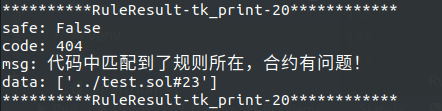 **********RuleResult-tk_print-20************
safe: False
code: 404
msg: 代码中匹配到了规则所在，合约有问题！
data: ['../test.sol#23']
**********RuleResult-tk_print-20************